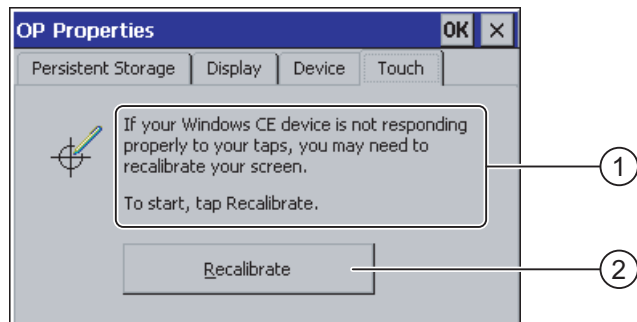 OP Properties OK ×
Persistent Storage Display Device Touch
If your Windows CE device is not responding
properly to your taps, you may need to
recalibrate your screen.
To start, tap Recalibrate.
1
Recalibrate
2